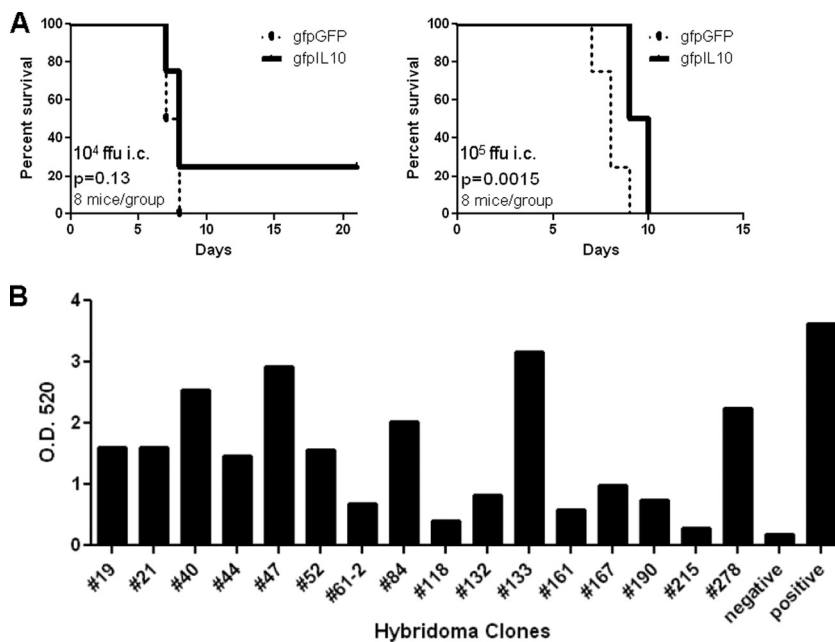 A
100
80
60
40
20
0
Percent survival
gfpGFP
gfpIL10
10⁴ ffu i.c.
p=0.13
8 mice/group
0 5 10 15 20
Days
100
80
60
40
20
0
Percent survival
gfpGFP
gfpIL10
10⁵ ffu i.c.
p=0.0015
8 mice/group
0 5 10 15
Days
B
4
3
2
1
0
O.D. 520
#19 #21 #40 #44 #47 #52 #61-2 #84 #118 #132 #133 #161 #167 #190 #215 #278 negative positive
Hybridoma Clones